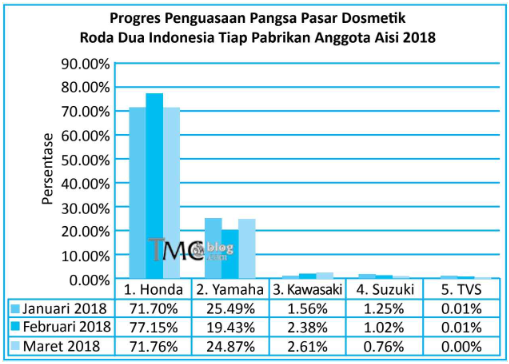 Progres Penguasaan Pangsa Pasar Dosmetik
Roda Dua Indonesia Tiap Pabrikan Anggota Aisi 2018
Persentase
90.00%
80.00%
70.00%
60.00%
50.00%
40.00%
30.00%
20.00%
10.00%
0.00%
TMC blog
1. Honda 2. Yamaha 3. Kawasaki 4. Suzuki 5. TVS
Januari 2018 71.70% 25.49% 1.56% 1.25% 0.01%
Februari 2018 77.15% 19.43% 2.38% 1.02% 0.01%
Maret 2018 71.76% 24.87% 2.61% 0.76% 0.00%